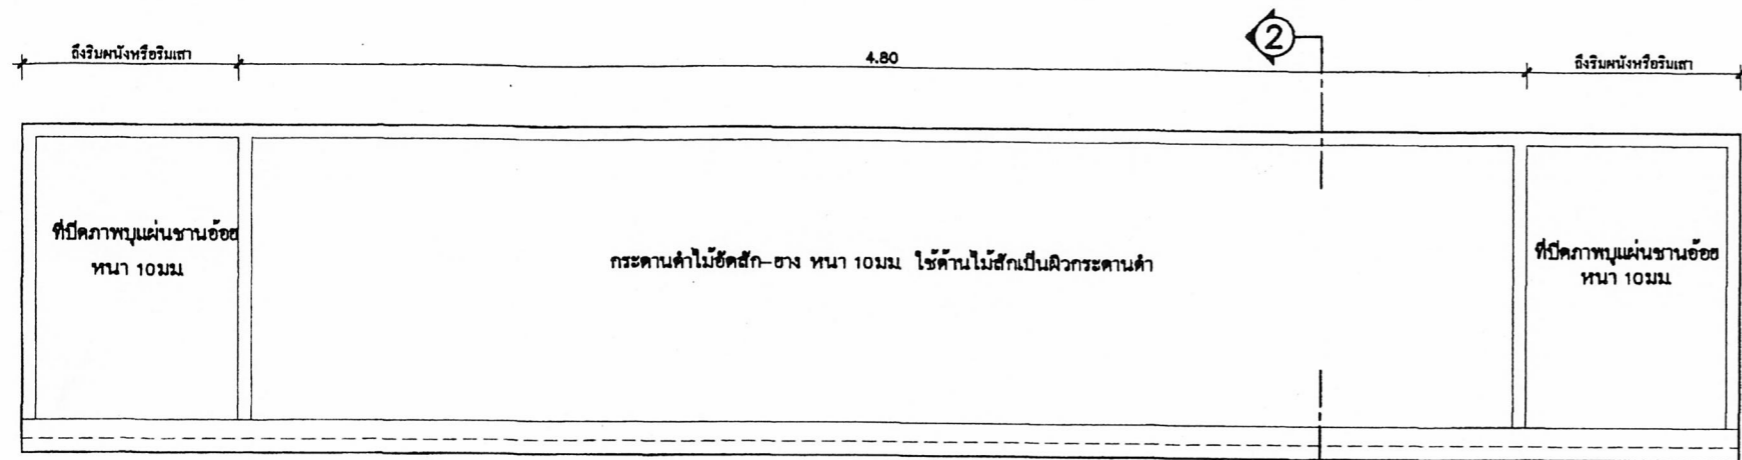 ถึงริมผนังหรือริมเสา
4.80
2
ถึงริมผนังหรือริมเสา
ที่ปิดภาพบุแผ่นชานอ้อย
หนา 10มม.
กระดานดำไม้อัดสัก-ยาง หนา 10มม. ใช้ด้านไม้สักเป็นผิวกระดานดำ
ที่ปิดภาพบุแผ่นชานอ้อย
หนา 10มม.